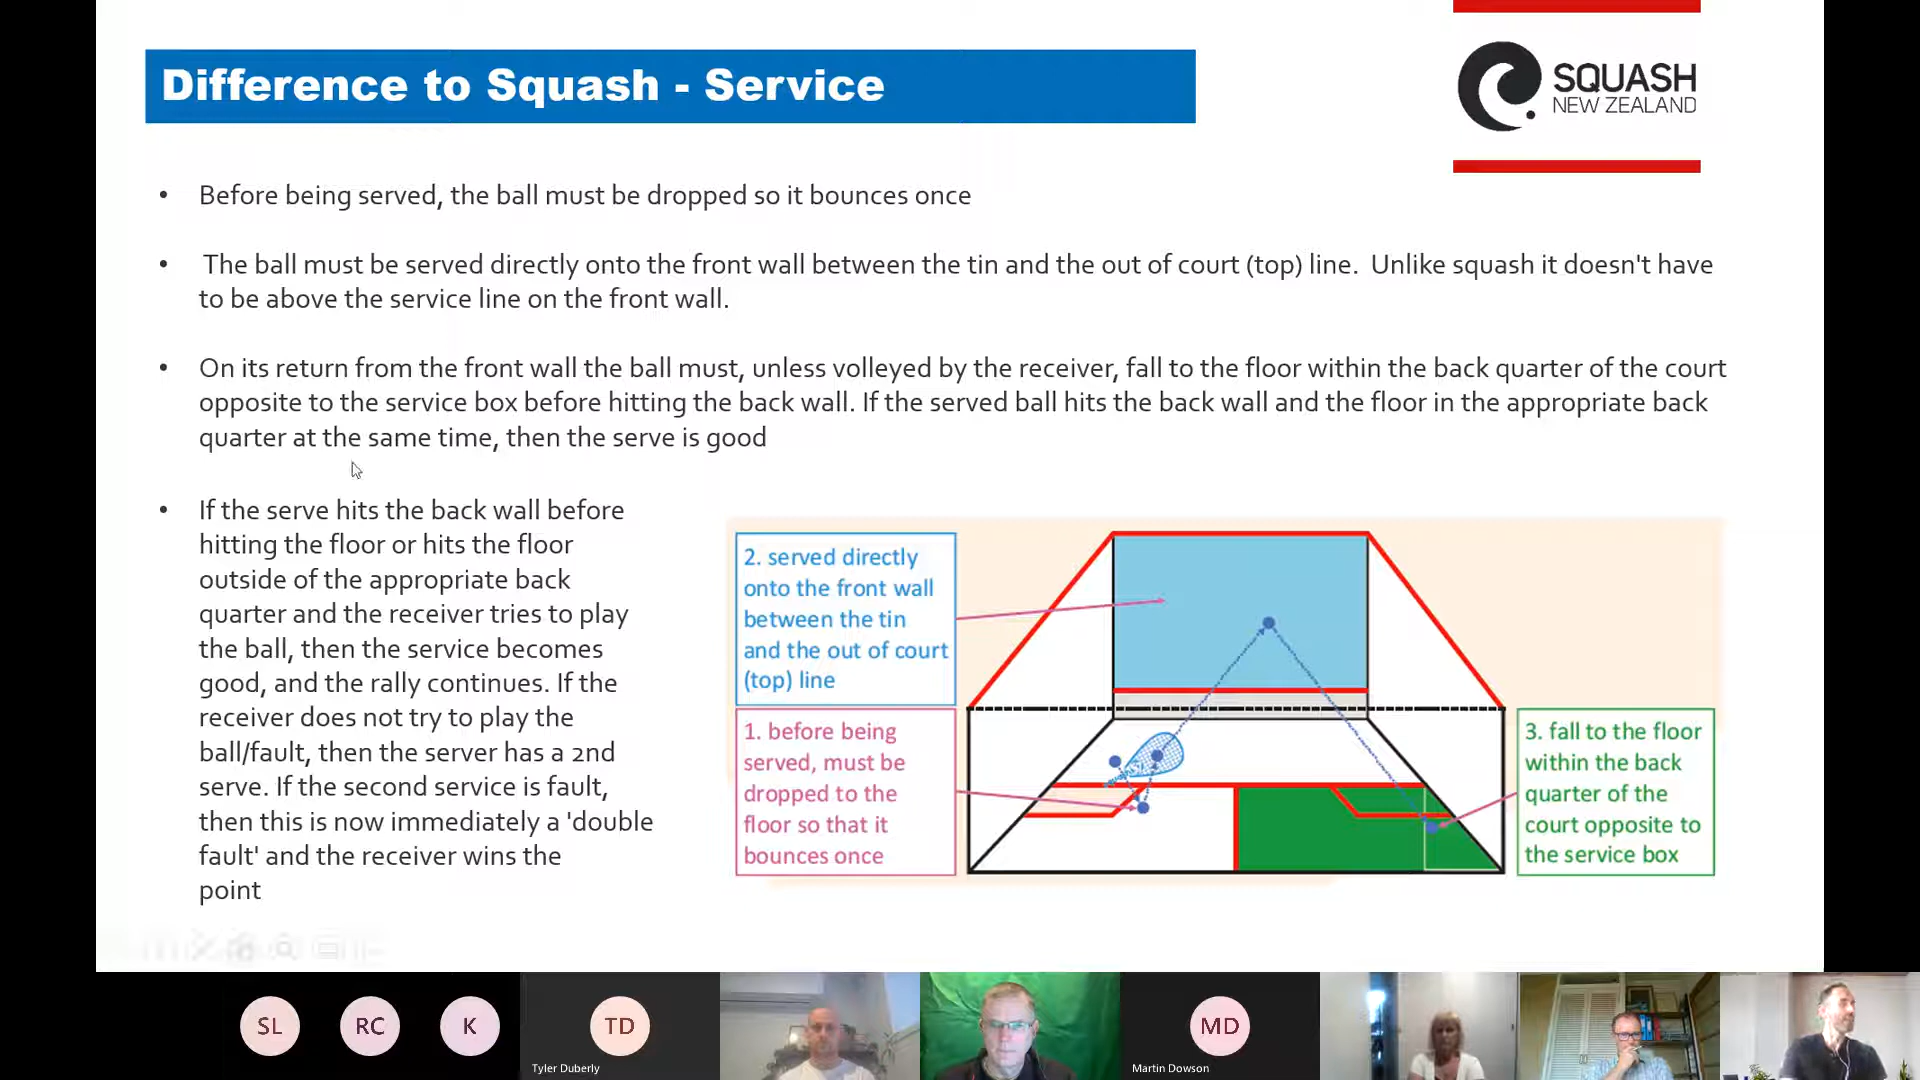 Difference to Squash - Service
SQUASH
NEW ZEALAND
• Before being served, the ball must be dropped so it bounces once
• The ball must be served directly onto the front wall between the tin and the out of court (top) line. Unlike squash it doesn't have
to be above the service line on the front wall.
• On its return from the front wall the ball must, unless volleyed by the receiver, fall to the floor within the back quarter of the court
opposite to the service box before hitting the back wall. If the served ball hits the back wall and the floor in the appropriate back
quarter at the same time, then the serve is good
• If the serve hits the back wall before
hitting the floor or hits the floor
outside of the appropriate back
quarter and the receiver tries to play
the ball, then the service becomes
good, and the rally continues. If the
receiver does not try to play the
ball/fault, then the server has a 2nd
serve. If the second service is fault,
then this is now immediately a 'double
fault' and the receiver wins the
point
2. served directly
onto the front wall
between the tin
and the out of court
(top) line
1. before being
served, must be
dropped to the
floor so that it
bounces once
3. fall to the floor
within the back
quarter of the
court opposite to
the service box
SL
RC
K
TD
Tyler Duberly
MD
Martin Dowson